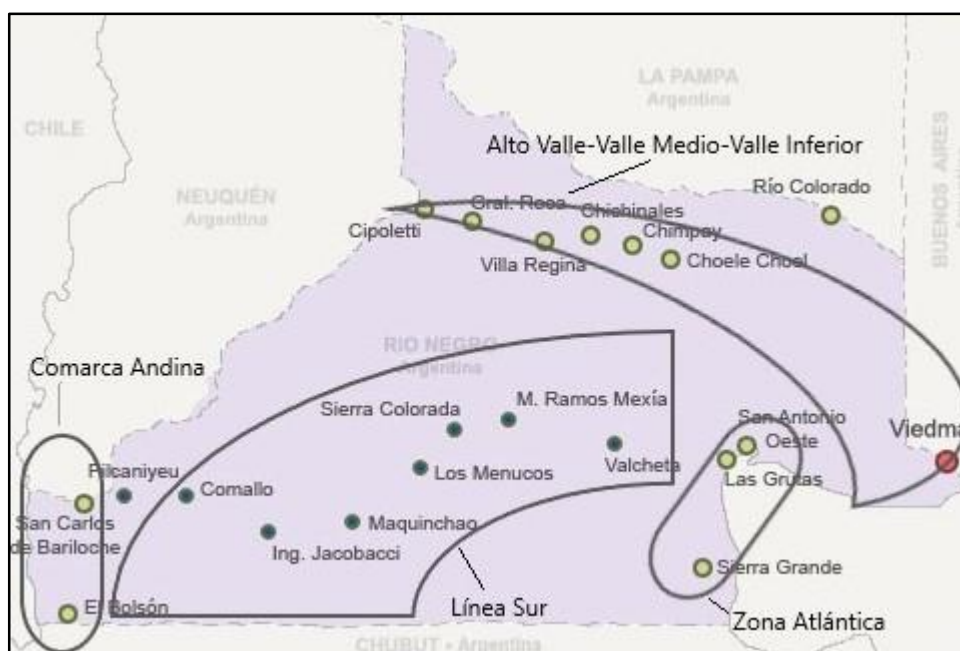 LA PAMPA
Argentina
CHILE
BUENOS AIRES
Alto Valle-Valle Medio-Valle Inferior
NEUQUÉN
Argentina
Río Colorado
Gral. Roca
Chichinales
Cipoletti
Chimpay
Villa Regina
Choele Choel
RIO NEGRO
Argentina
Comarca Andina
M. Ramos Mexía
Sierra Colorada
San Antonio
Oeste
Viedma
Valcheta
Pilcaniyeu
Los Menucos
Las Grutas
Comallo
San Carlos
de Bariloche
Maquinchao
Ing. Jacobacci
Sierra Grande
El Bolsón
Línea Sur
Zona Atlántica
CHUBUT • Argentina